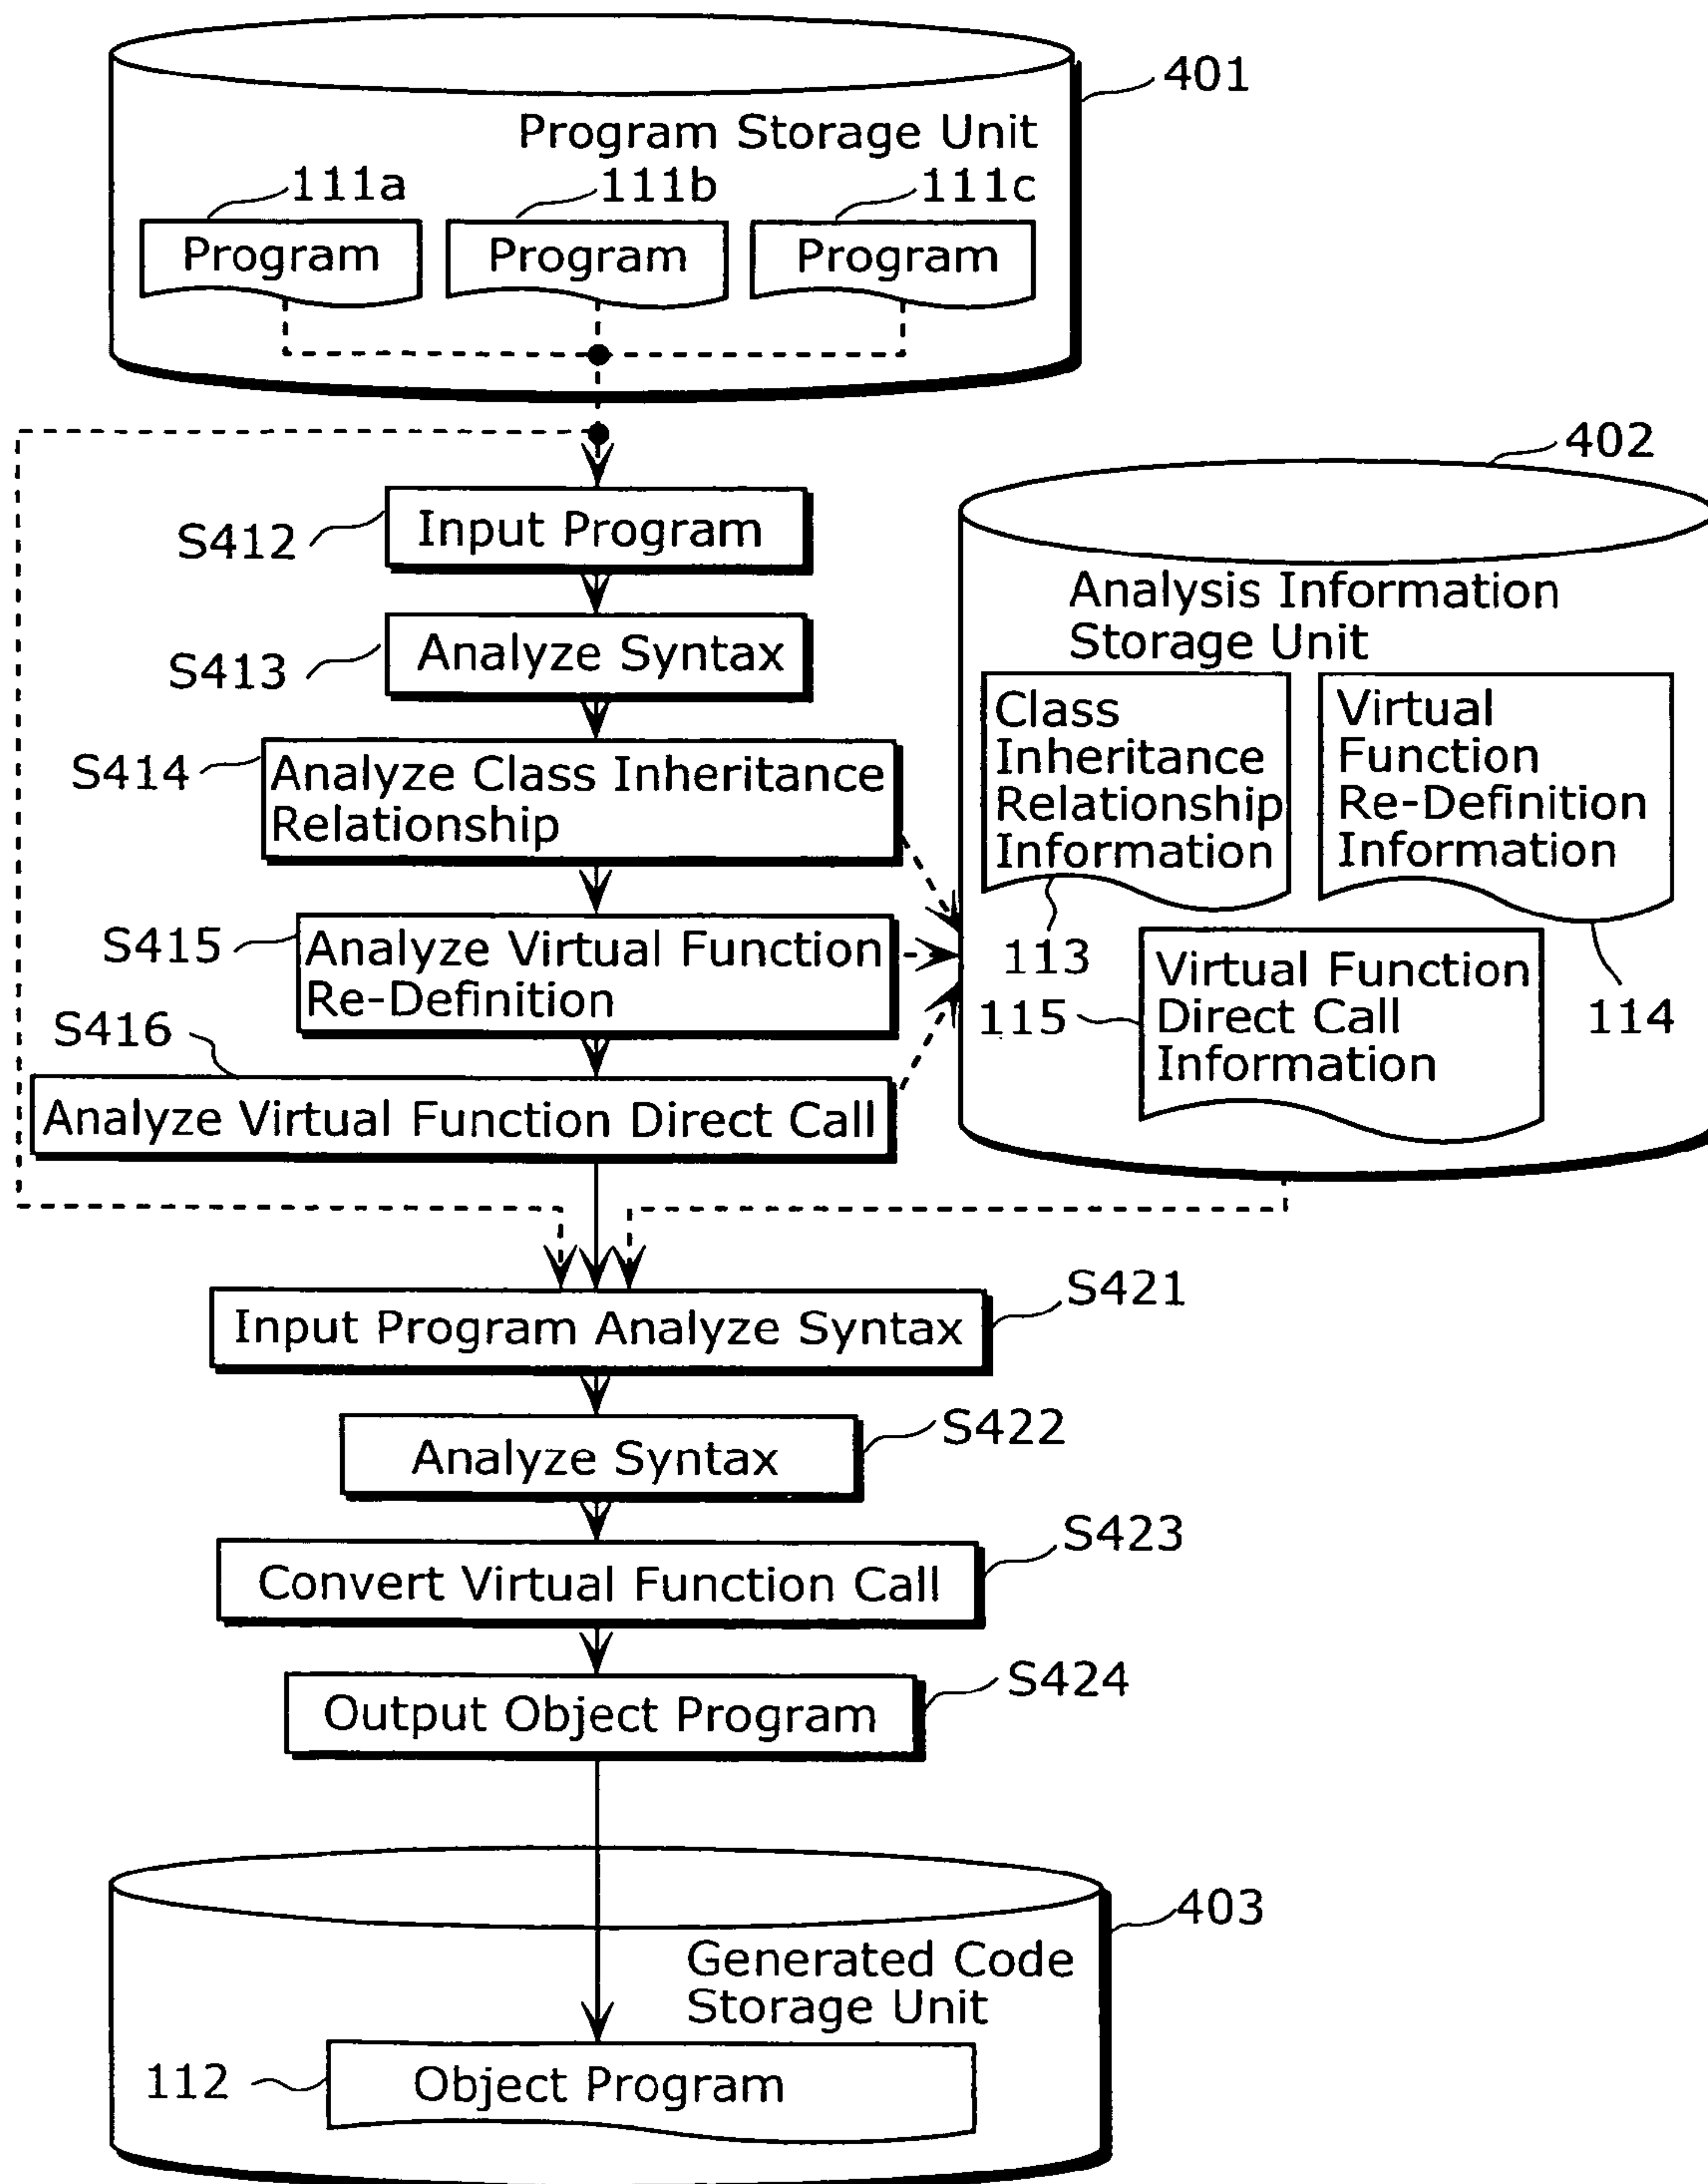 401
Program Storage Unit
111a
111b
111c
Program
Program
Program
402
S412
Input Program
Analysis Information
Storage Unit
S413
Analyze Syntax
Class
Inheritance
Relationship
Information
Virtual
Function
Re-Definition
Information
S414
Analyze Class Inheritance
Relationship
S415
Analyze Virtual Function
Re-Definition
113
114
115
Virtual Function
Direct Call
Information
S416
Analyze Virtual Function Direct Call
S421
Input Program Analyze Syntax
S422
Analyze Syntax
S423
Convert Virtual Function Call
S424
Output Object Program
403
Generated Code
Storage Unit
112
Object Program